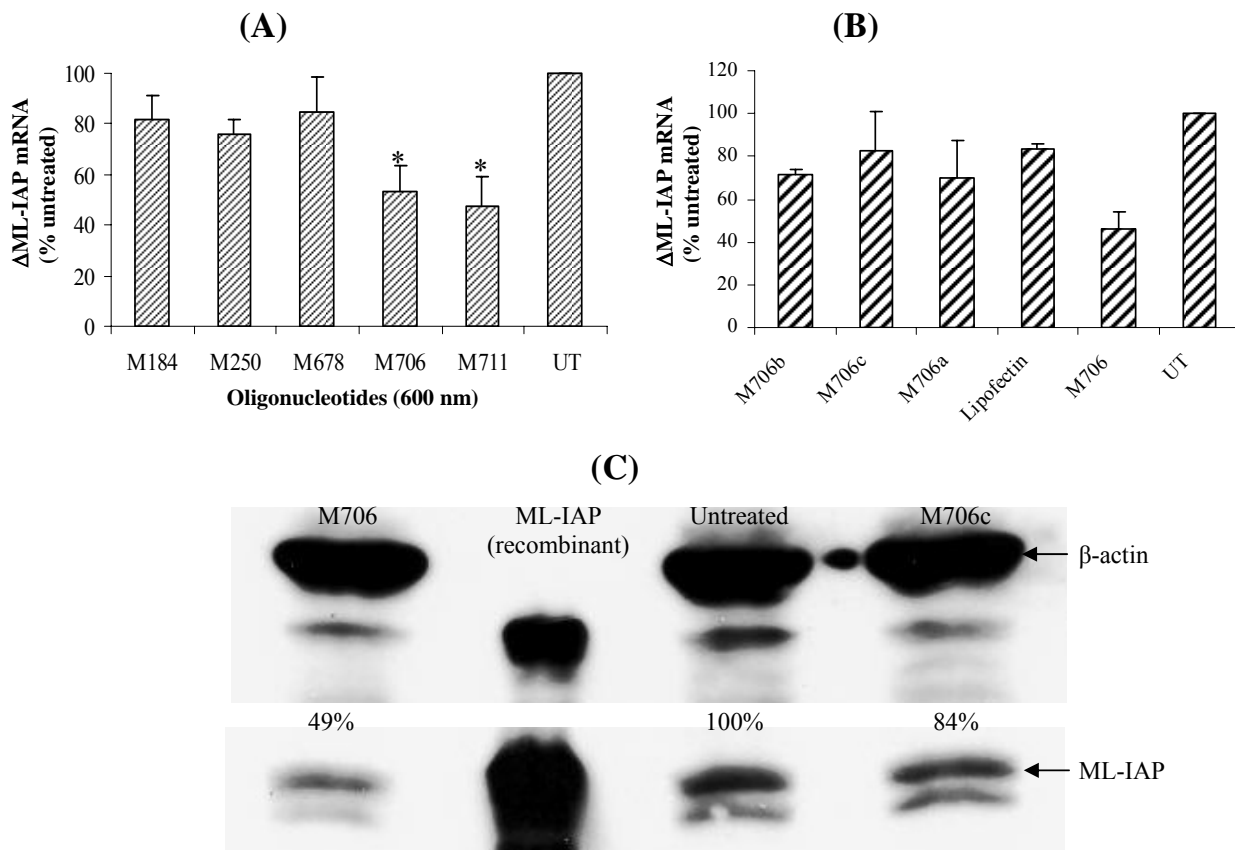 (A)
ΔML-IAP mRNA
(% untreated)
100
80
60
40
20
0
*
*
M184 M250 M678 M706 M711 UT
Oligonucleotides (600 nm)
(B)
ΔML-IAP mRNA
(% untreated)
120
100
80
60
40
20
0
M706b M706c M706a Lipofectin M706 UT
(C)
M706 ML-IAP Untreated M706c
(recombinant)
β-actin
49% 100% 84%
ML-IAP